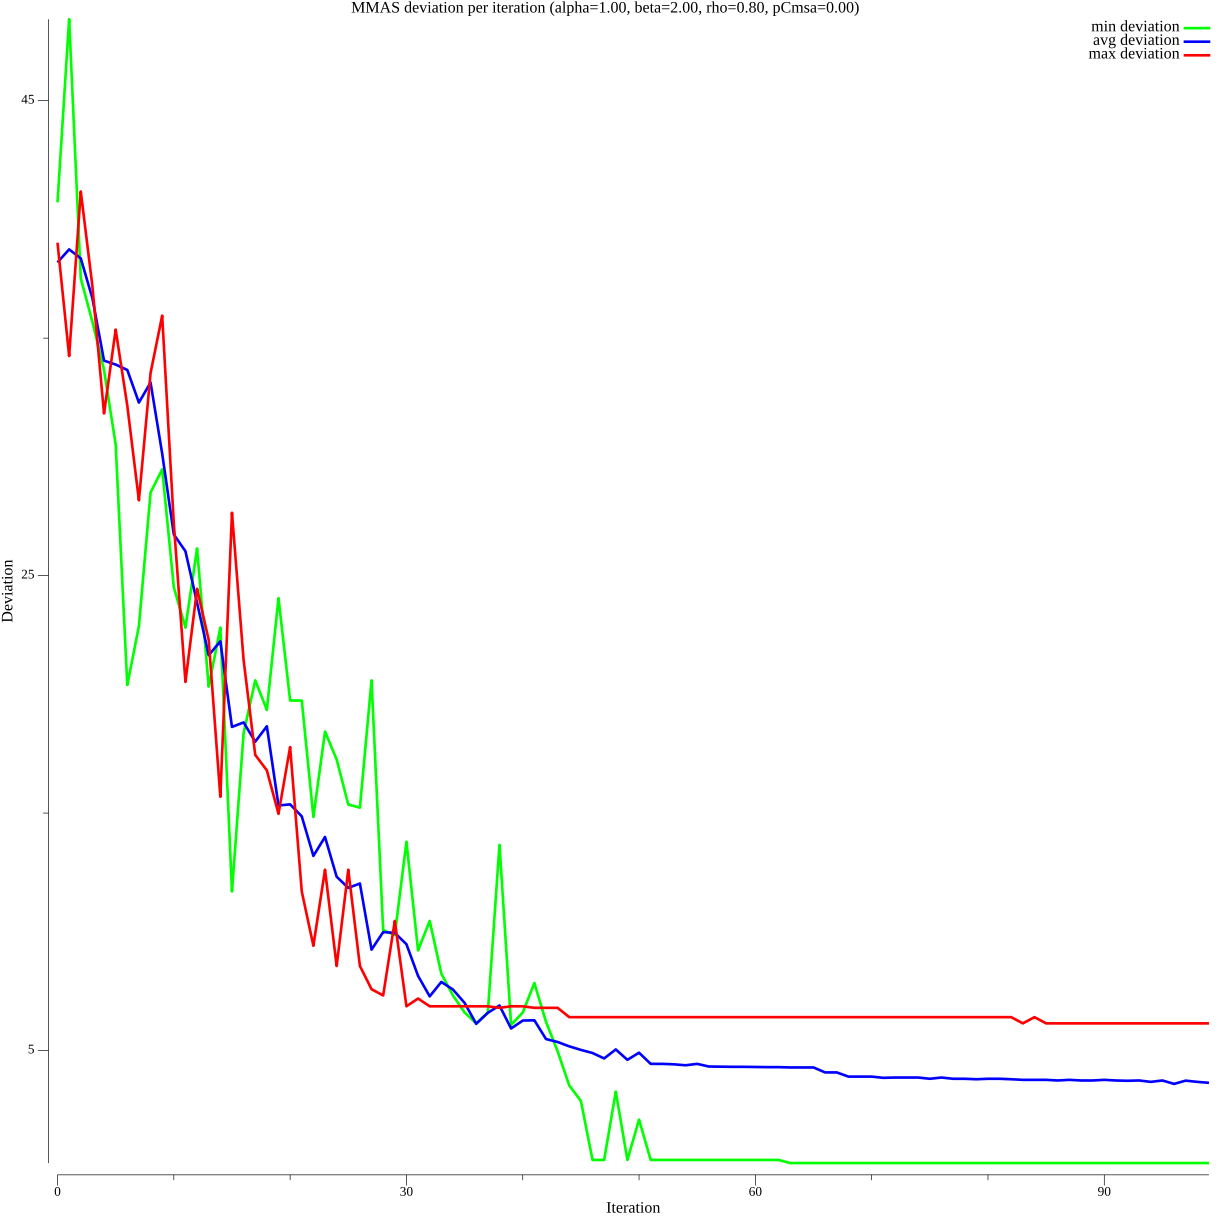 MMAS deviation per iteration (alpha=1.00, beta=2.00, rho=0.80, pCmsa=0.00)
min deviation
avg deviation
max deviation
45
25
5
Deviation
0
30
60
90
Iteration